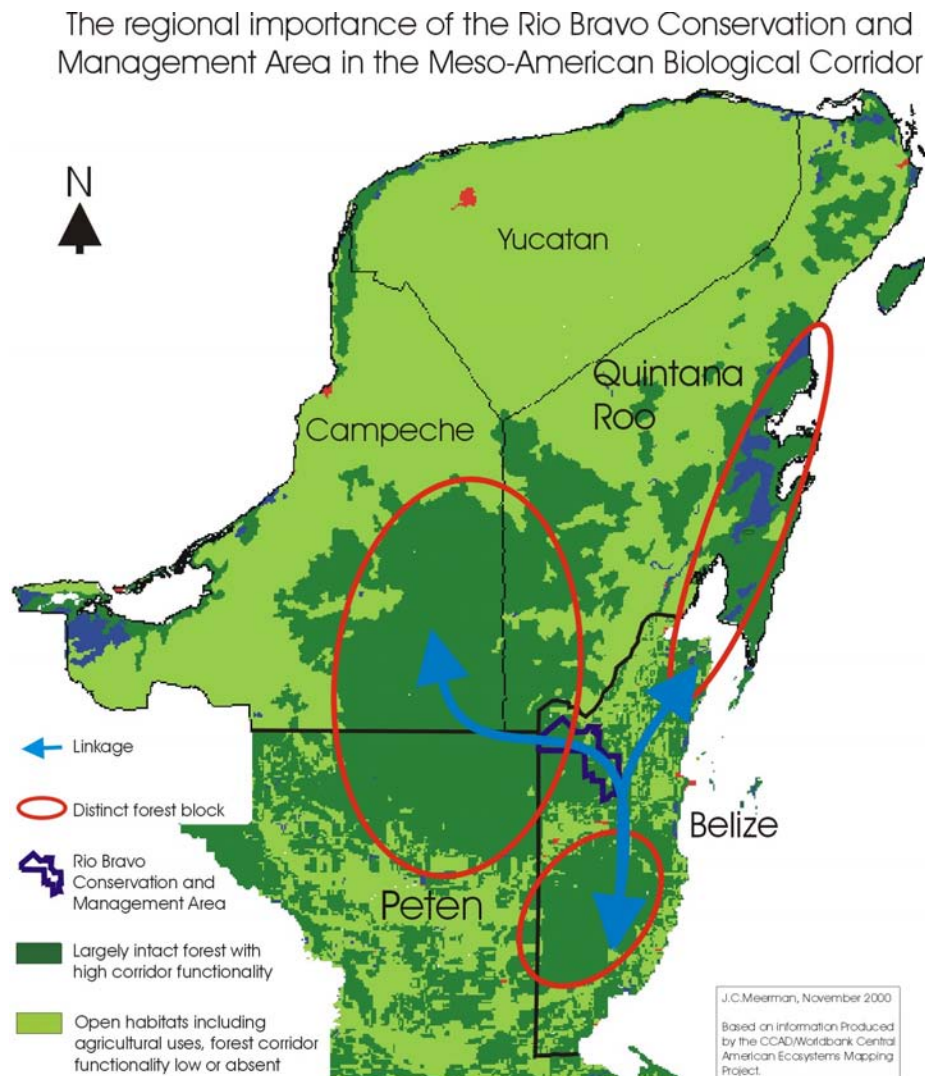 The regional importance of the Rio Bravo Conservation and
Management Area in the Meso-American Biological Corridor
N
Yucatan
Quintana
Roo
Campeche
Linkage
Distinct forest block
Belize
Rio Bravo
Conservation and
Management Area
Peten
Largely intact forest with
high corridor functionality
Open habitats including
agricultural uses, forest corridor
functionality low or absent
J.C.Meerman, November 2000
Based on information Produced
by the CCAD/Worldbank Central
American Ecosystems Mapping
Project.